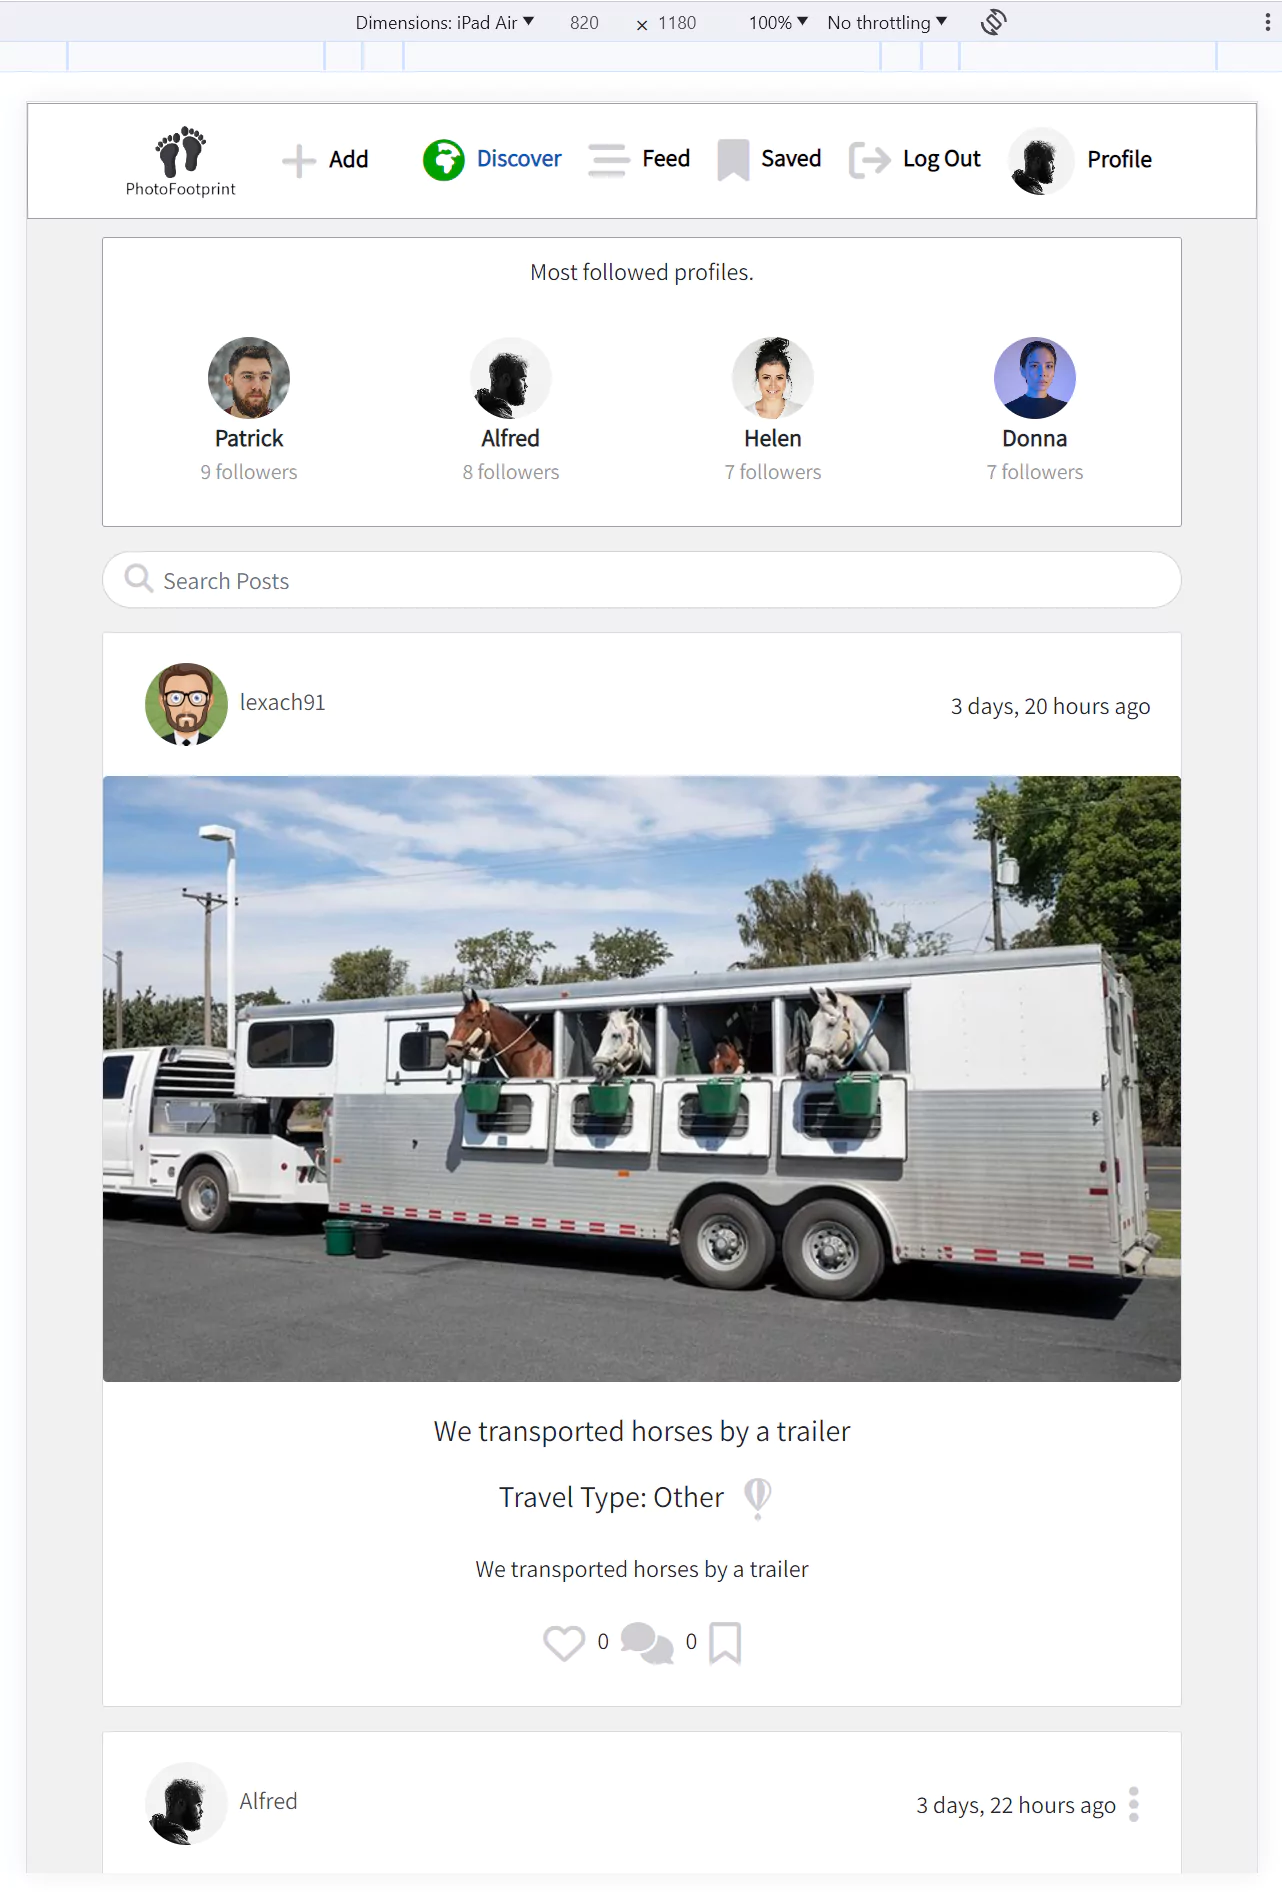 Dimensions: iPad Air ▼ 820 × 1180 100% ▼ No throttling ▼
PhotoFootprint
Add Discover Feed Saved Log Out Profile
Most followed profiles.
Patrick Alfred Helen Donna
9 followers 8 followers 7 followers 7 followers
Search Posts
lexach91 3 days, 20 hours ago
We transported horses by a trailer
Travel Type: Other
We transported horses by a trailer
0 0
Alfred 3 days, 22 hours ago